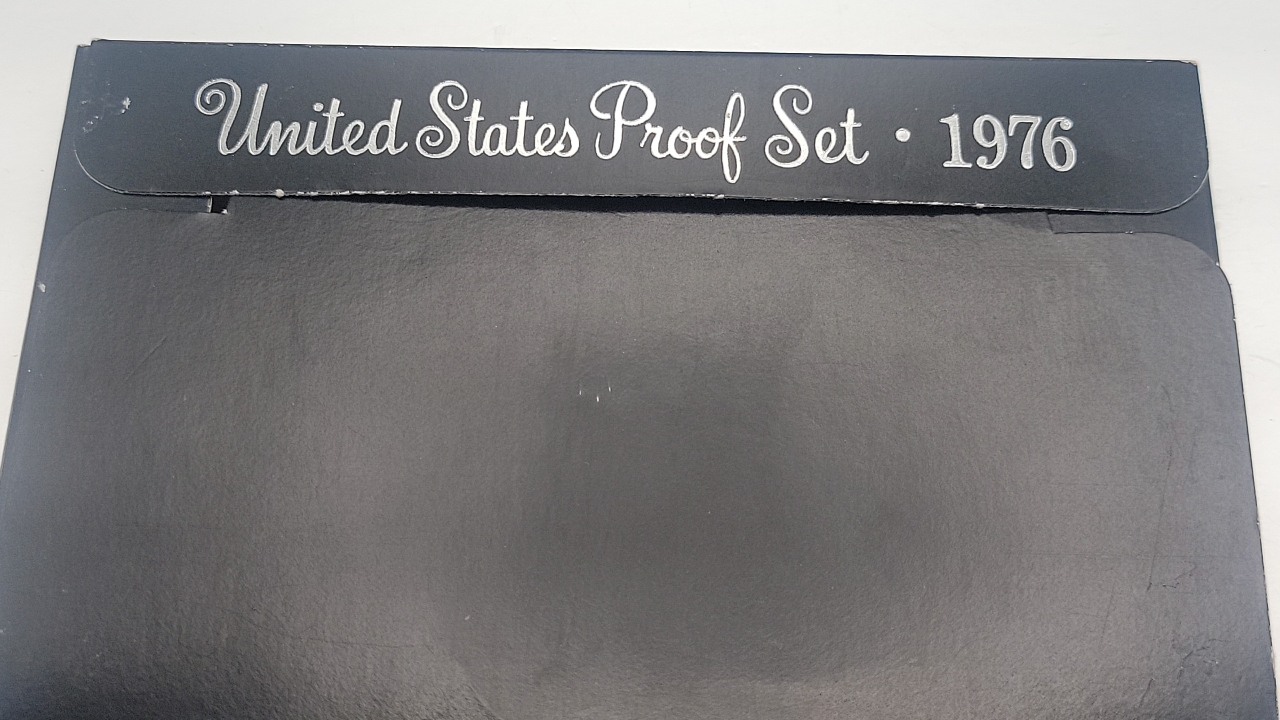 United States Proof Set • 1976